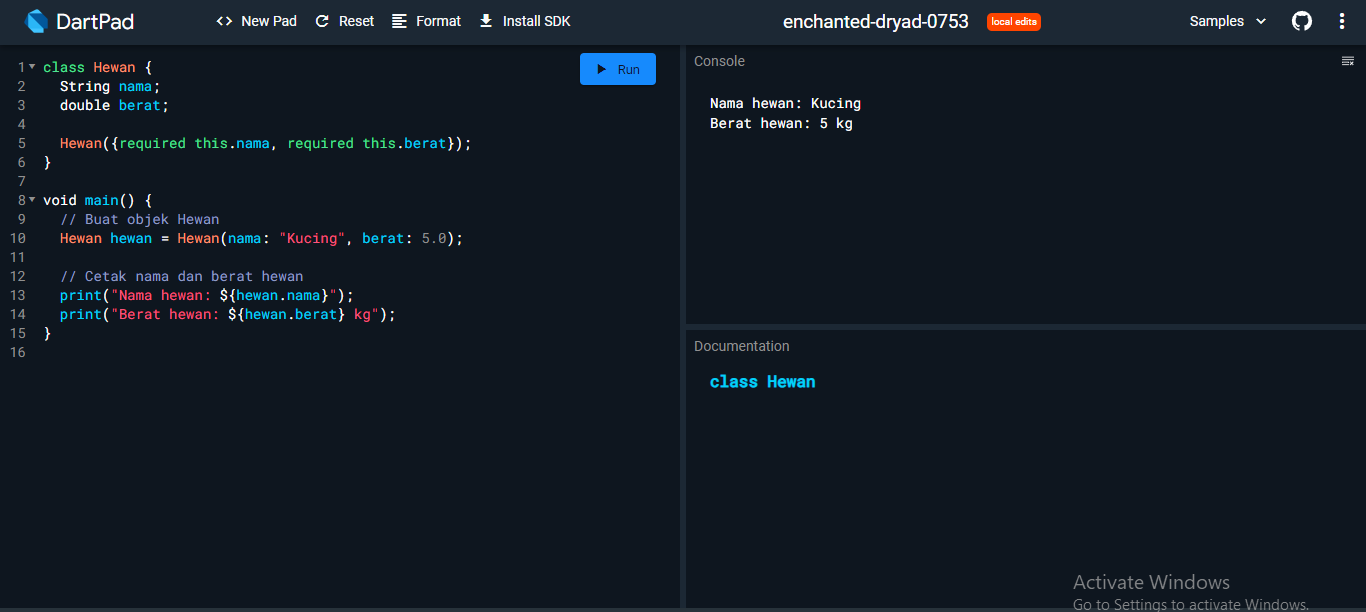 DartPad
<> New Pad
Reset
Format
Install SDK
enchanted-dryad-0753
local edits
Samples
1 class Hewan {
2   String nama;
3   double berat;
4
5   Hewan({required this.nama, required this.berat});
6 }
7
8 void main() {
9   // Buat objek Hewan
10   Hewan hewan = Hewan(nama: "Kucing", berat: 5.0);
11
12   // Cetak nama dan berat hewan
13   print("Nama hewan: ${hewan.nama}");
14   print("Berat hewan: ${hewan.berat} kg");
15 }
16
Run
Console
Nama hewan: Kucing
Berat hewan: 5 kg
Documentation
class Hewan
Activate Windows
Go to Settings to activate Windows.